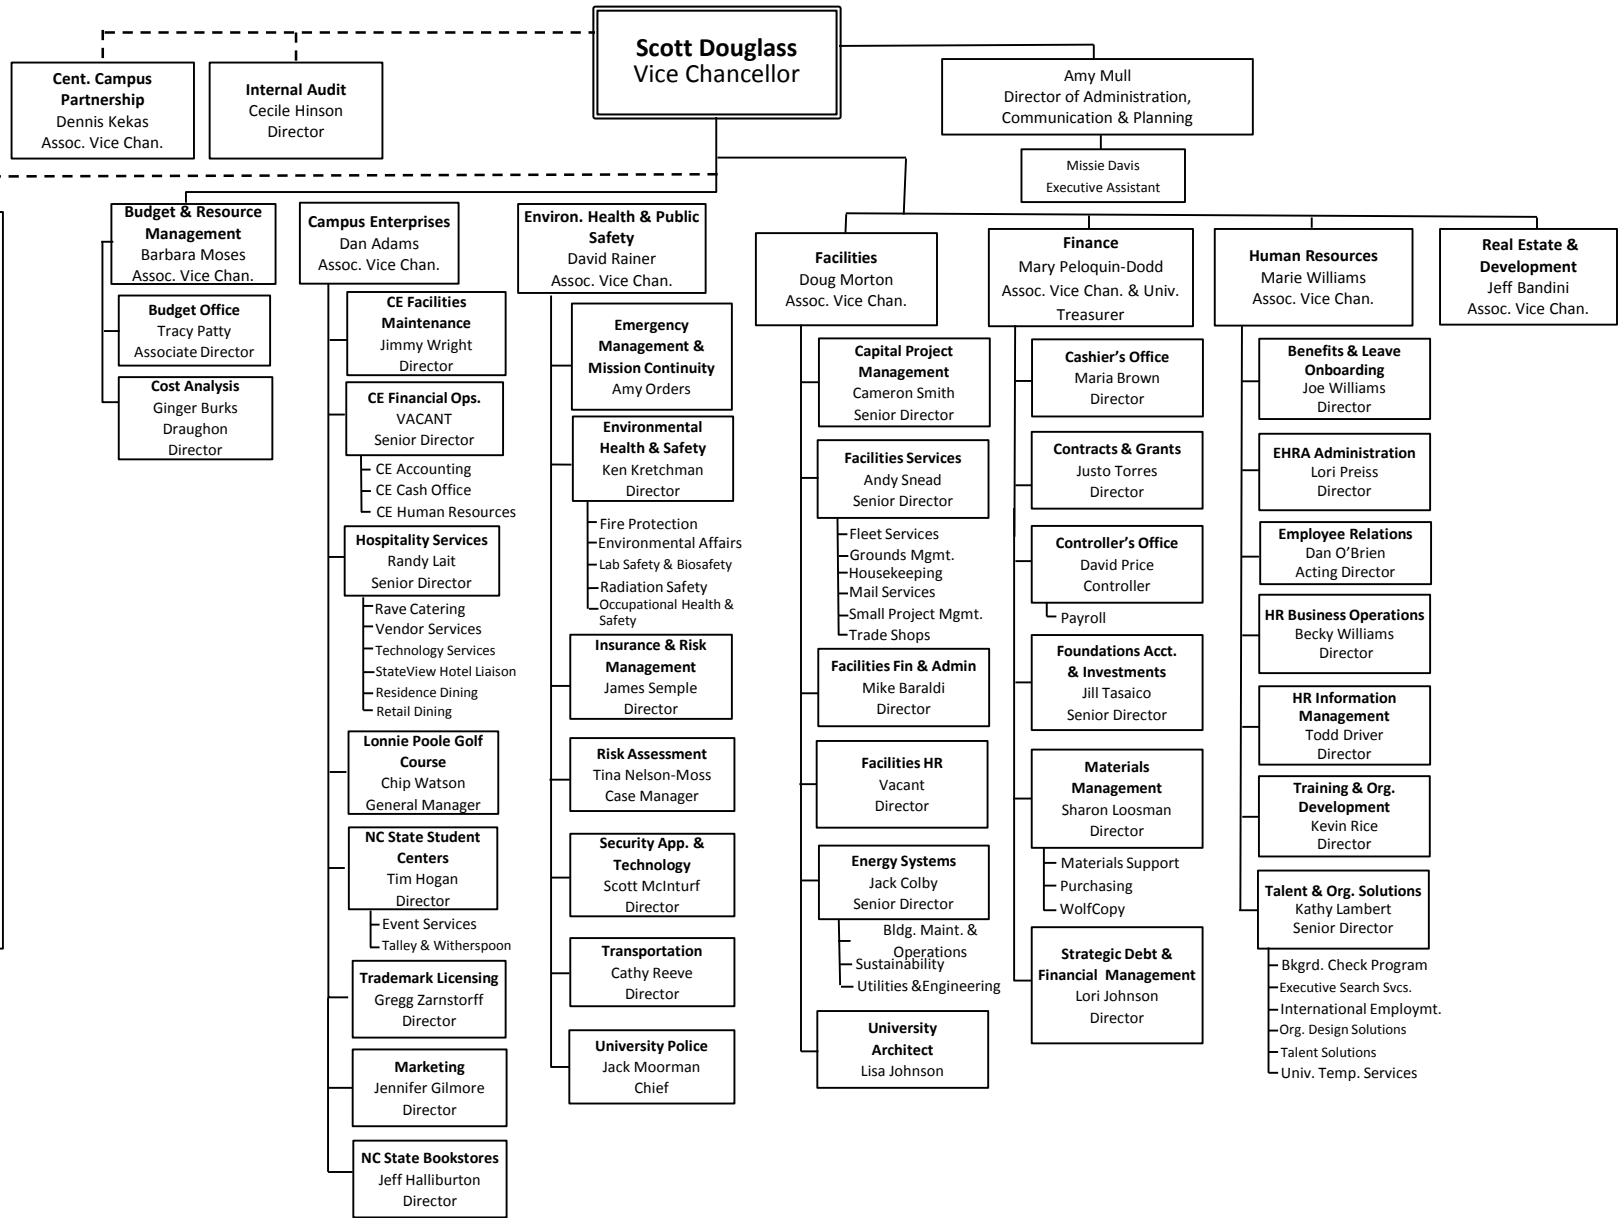 Scott Douglass
Vice Chancellor
Cent. Campus
Partnership
Dennis Kekas
Assoc. Vice Chan.
Internal Audit
Cecile Hinson
Director
Amy Mull
Director of Administration,
Communication & Planning
Missie Davis
Executive Assistant
Budget & Resource
Management
Barbara Moses
Assoc. Vice Chan.
Budget Office
Tracy Patty
Associate Director
Cost Analysis
Ginger Burks
Draughon
Director
Campus Enterprises
Dan Adams
Assoc. Vice Chan.
CE Facilities
Maintenance
Jimmy Wright
Director
CE Financial Ops.
VACANT
Senior Director
CE Accounting
CE Cash Office
CE Human Resources
Hospitality Services
Randy Lait
Senior Director
Rave Catering
Vendor Services
Technology Services
StateView Hotel Liaison
Residence Dining
Retail Dining
Lonnie Poole Golf
Course
Chip Watson
General Manager
NC State Student
Centers
Tim Hogan
Director
Event Services
Talley & Witherspoon
Trademark Licensing
Gregg Zarnstorff
Director
Marketing
Jennifer Gilmore
Director
NC State Bookstores
Jeff Halliburton
Director
Environ. Health & Public
Safety
David Rainer
Assoc. Vice Chan.
Emergency
Management &
Mission Continuity
Amy Orders
Environmental
Health & Safety
Ken Kretchman
Director
Fire Protection
Environmental Affairs
Lab Safety & Biosafety
Radiation Safety
Occupational Health &
Safety
Insurance & Risk
Management
James Semple
Director
Risk Assessment
Tina Nelson-Moss
Case Manager
Security App. &
Technology
Scott McInturf
Director
Transportation
Cathy Reeve
Director
University Police
Jack Moorman
Chief
Facilities
Doug Morton
Assoc. Vice Chan.
Capital Project
Management
Cameron Smith
Senior Director
Facilities Services
Andy Snead
Senior Director
Fleet Services
Grounds Mgmt.
Housekeeping
Mail Services
Small Project Mgmt.
Trade Shops
Facilities Fin & Admin
Mike Baraldi
Director
Facilities HR
Vacant
Director
Energy Systems
Jack Colby
Senior Director
Bldg. Maint. &
Operations
Sustainability
Utilities &Engineering
University
Architect
Lisa Johnson
Finance
Mary Peloquin-Dodd
Assoc. Vice Chan. & Univ.
Treasurer
Cashier's Office
Maria Brown
Director
Contracts & Grants
Justo Torres
Director
Controller's Office
David Price
Controller
Payroll
Foundations Acct.
& Investments
Jill Tasaico
Senior Director
Materials
Management
Sharon Loosman
Director
Materials Support
Purchasing
WolfCopy
Strategic Debt &
Financial Management
Lori Johnson
Director
Human Resources
Marie Williams
Assoc. Vice Chan.
Benefits & Leave
Onboarding
Joe Williams
Director
EHRA Administration
Lori Preiss
Director
Employee Relations
Dan O'Brien
Acting Director
HR Business Operations
Becky Williams
Director
HR Information
Management
Todd Driver
Director
Training & Org.
Development
Kevin Rice
Director
Talent & Org. Solutions
Kathy Lambert
Senior Director
Bkgrd. Check Program
Executive Search Svcs.
International Employmt.
Org. Design Solutions
Talent Solutions
Univ. Temp. Services
Real Estate &
Development
Jeff Bandini
Assoc. Vice Chan.